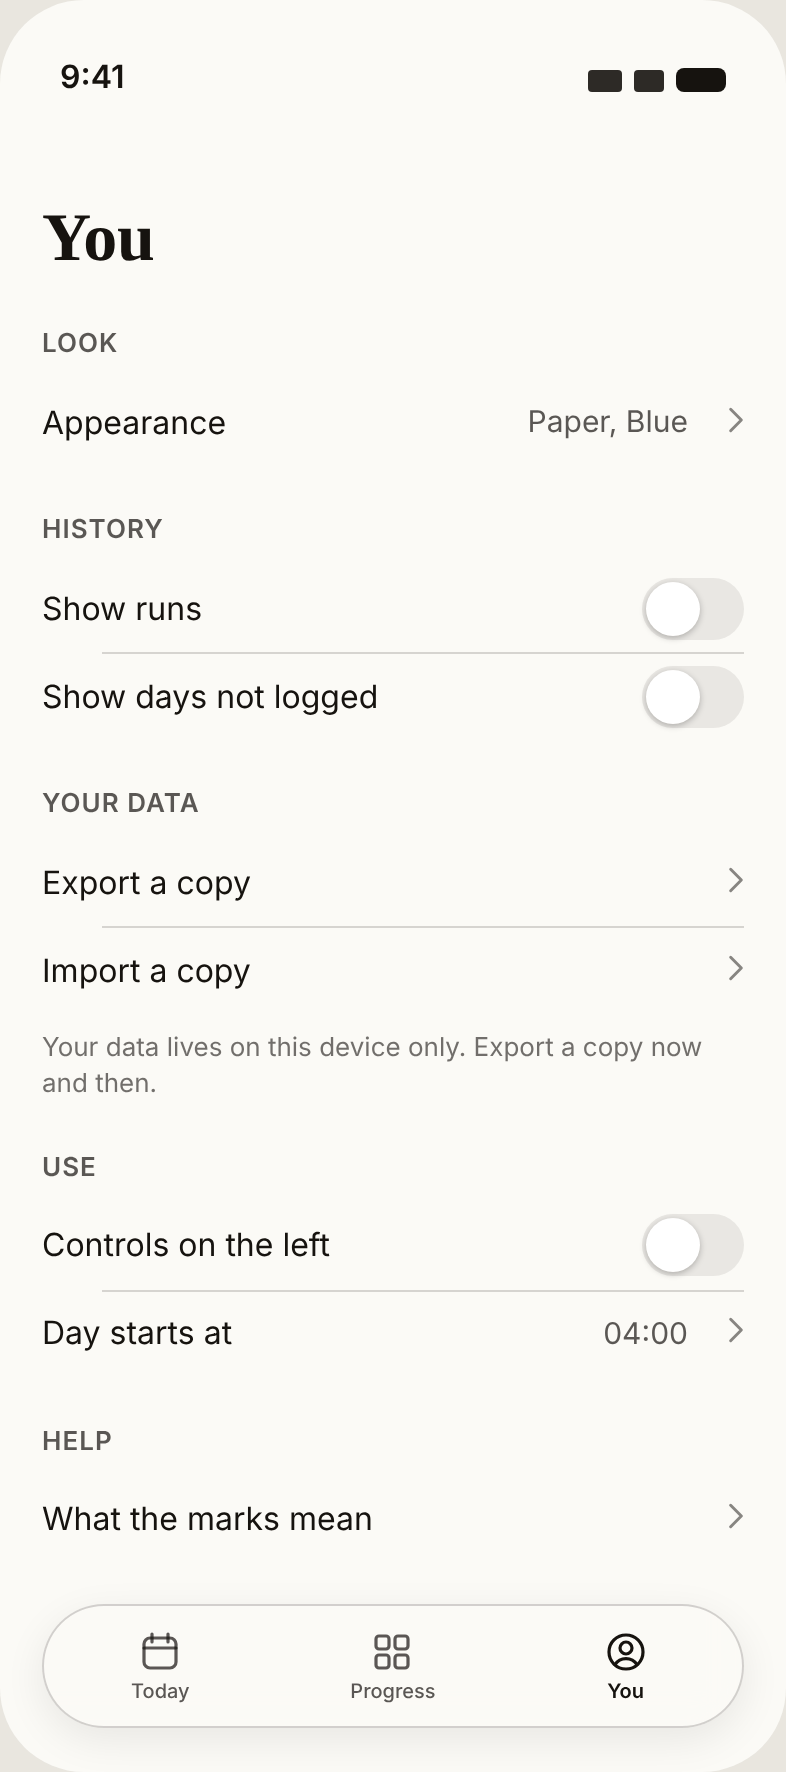 9:41
You
LOOK
Appearance Paper, Blue
HISTORY
Show runs
Show days not logged
YOUR DATA
Export a copy
Import a copy
Your data lives on this device only. Export a copy now
and then.
USE
Controls on the left
Day starts at 04:00
HELP
What the marks mean
Today Progress You